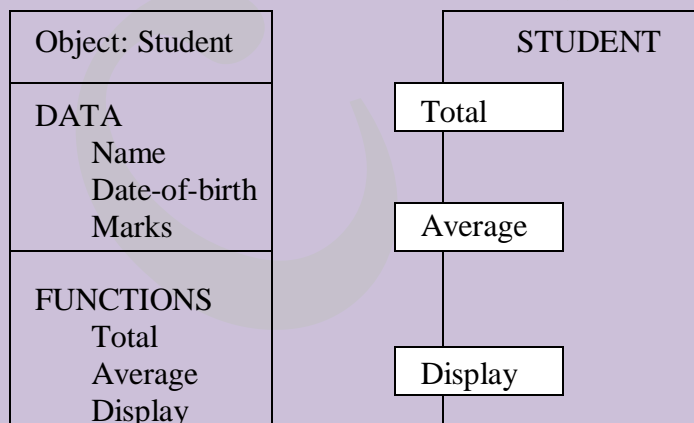 Object: Student
DATA
Name
Date-of-birth
Marks
FUNCTIONS
Total
Average
Display
STUDENT
Total
Average
Display